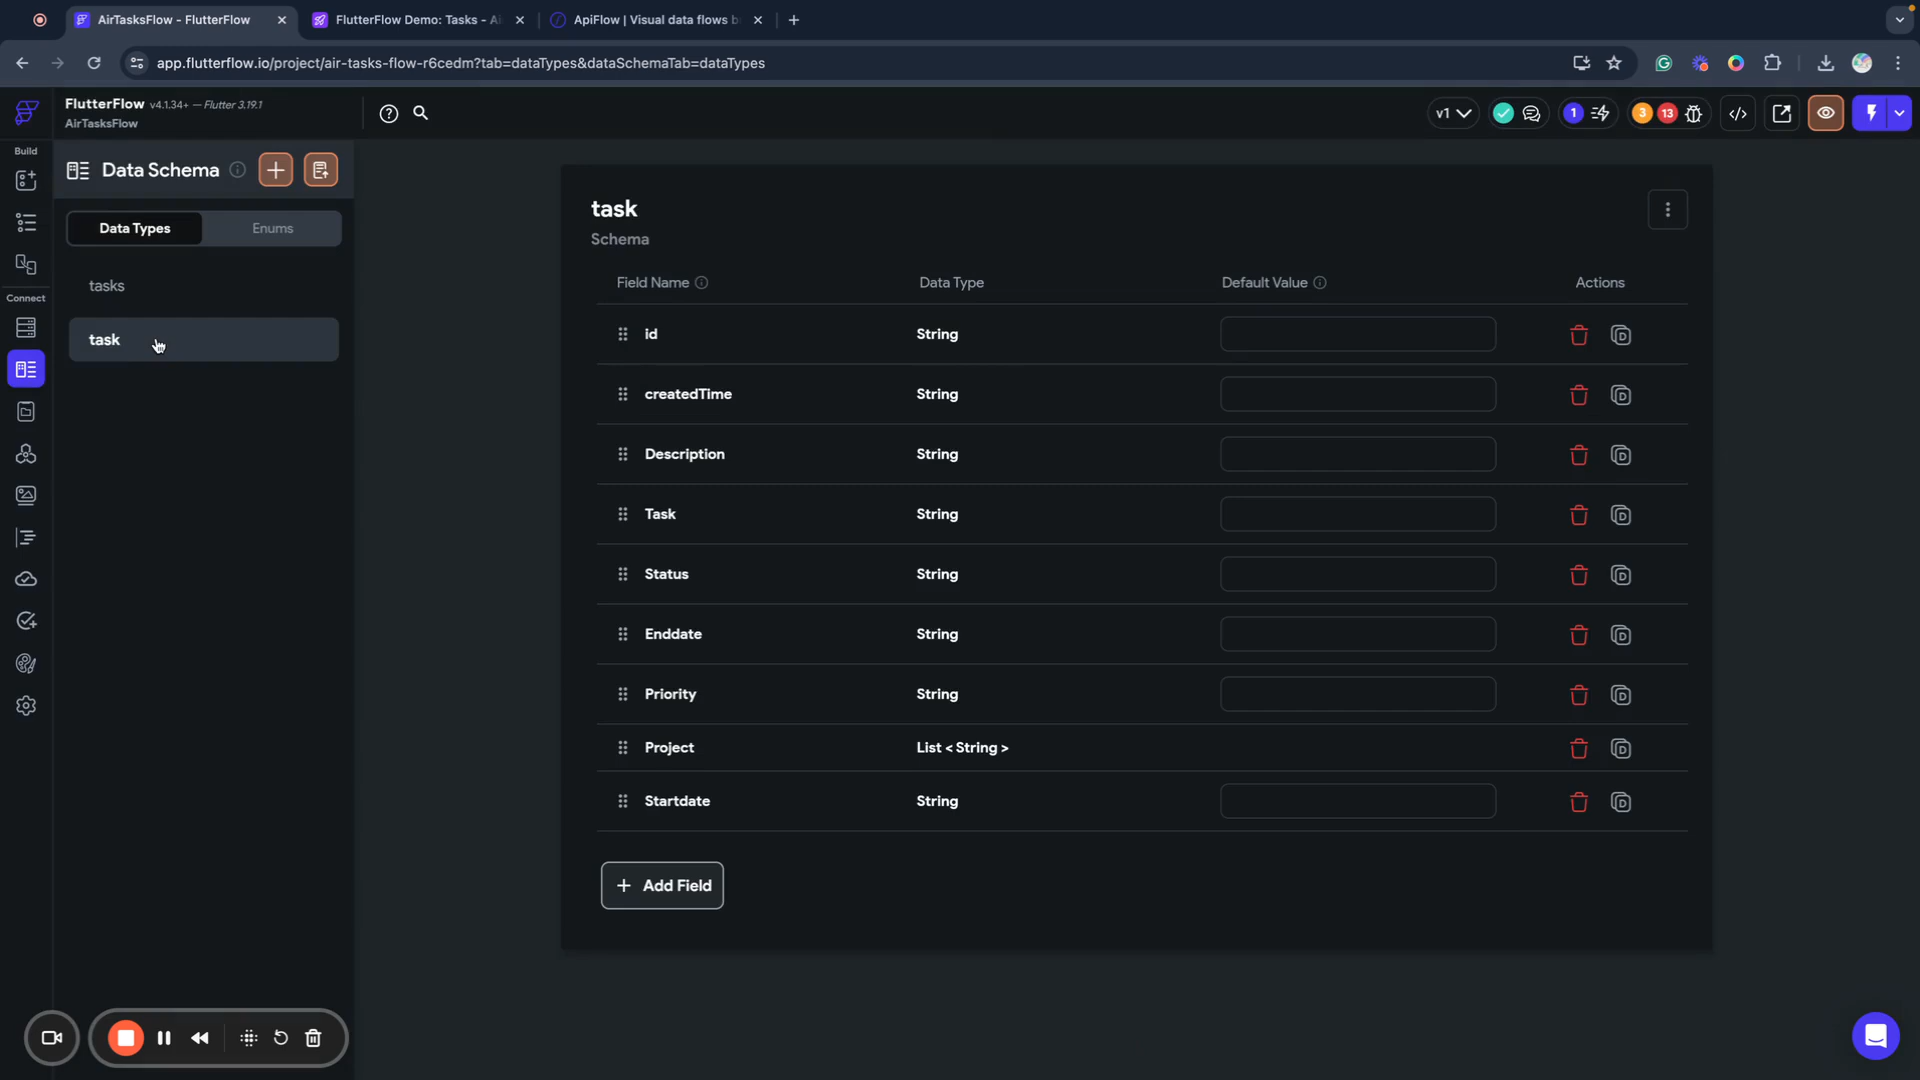 AirTasksFlow - FlutterFlow
FlutterFlow Demo: Tasks - Ai
ApiFlow | Visual data flows b
app.flutterflow.io/project/air-tasks-flow-r6cedm?tab=dataTypes&dataSchemaTab=dataTypes
FlutterFlow v4.1.34+ — Flutter 3.19.1
AirTasksFlow
v1
1
3
13
Build
Connect
Data Schema
Data Types
Enums
tasks
task
task
Schema
Field Name
Data Type
Default Value
Actions
id
String
createdTime
String
Description
String
Task
String
Status
String
Enddate
String
Priority
String
Project
List < String >
Startdate
String
+ Add Field